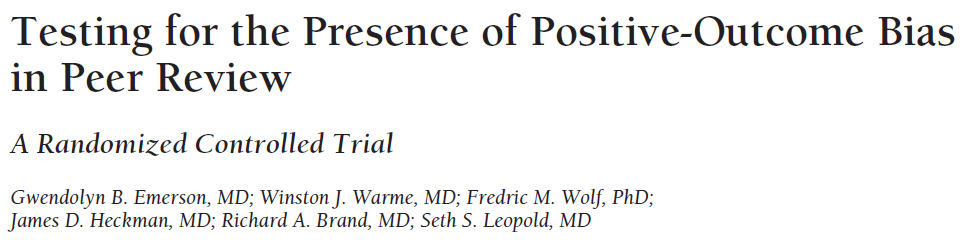 Testing for the Presence of Positive-Outcome Bias
in Peer Review
A Randomized Controlled Trial
Gwendolyn B. Emerson, MD; Winston J. Warme, MD; Fredric M. Wolf, PhD;
James D. Heckman, MD; Richard A. Brand, MD; Seth S. Leopold, MD